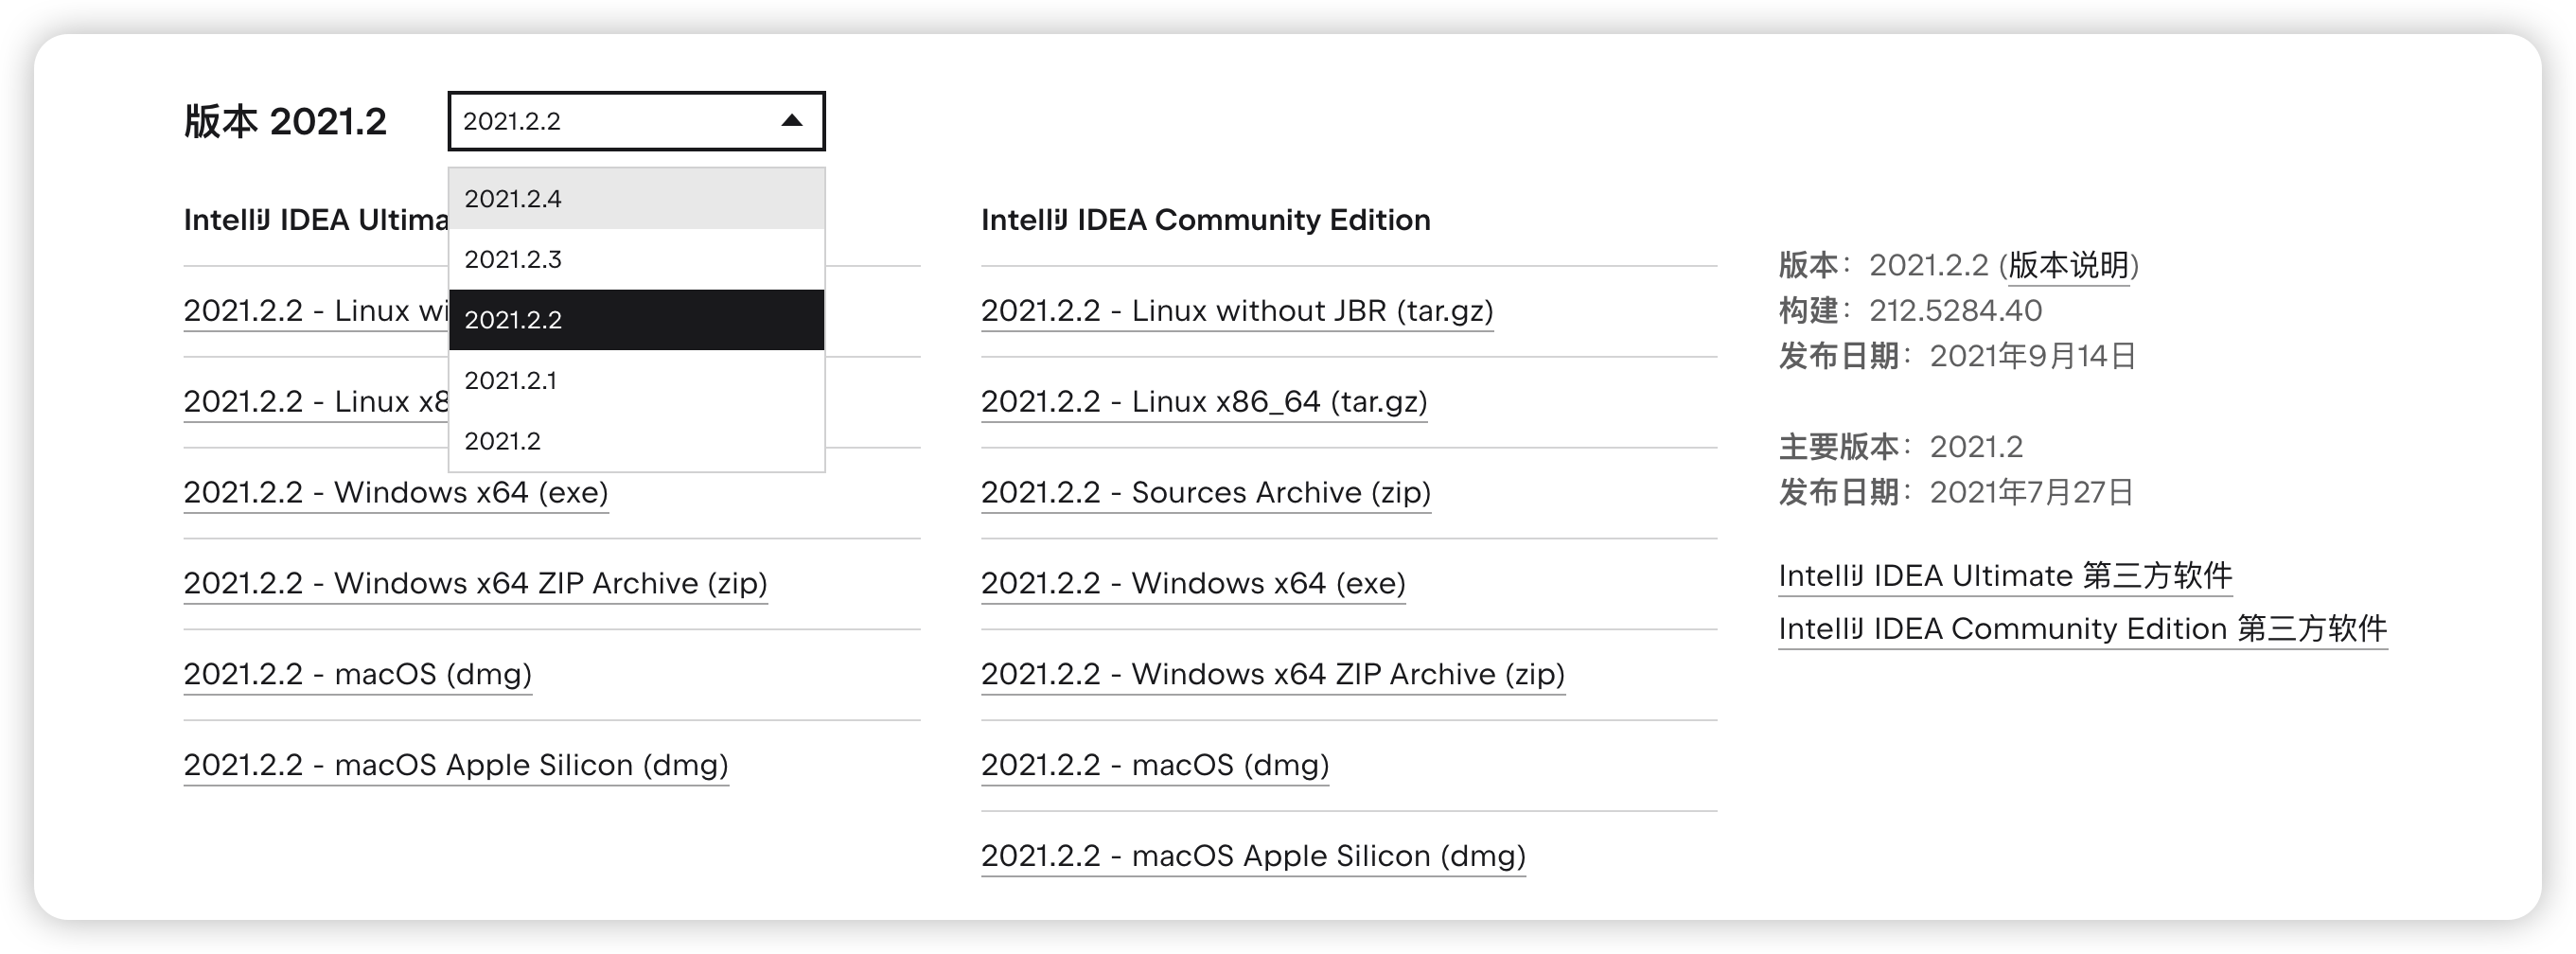 版本 2021.2
2021.2.2
2021.2.4
2021.2.3
2021.2.2
2021.2.1
2021.2
IntelliJ IDEA
2021.2.2 - Linux
2021.2.2 - Linux
2021.2.2 - Windows x64 (exe)
2021.2.2 - Windows x64 ZIP Archive (zip)
2021.2.2 - macOS (dmg)
2021.2.2 - macOS Apple Silicon (dmg)
IntelliJ IDEA Community Edition
2021.2.2 - Linux without JBR (tar.gz)
2021.2.2 - Linux x86_64 (tar.gz)
2021.2.2 - Sources Archive (zip)
2021.2.2 - Windows x64 (exe)
2021.2.2 - Windows x64 ZIP Archive (zip)
2021.2.2 - macOS (dmg)
2021.2.2 - macOS Apple Silicon (dmg)
版本：2021.2.2 (版本说明)
构建：212.5284.40
发布日期：2021年9月14日
主要版本：2021.2
发布日期：2021年7月27日
IntelliJ IDEA Ultimate 第三方软件
IntelliJ IDEA Community Edition 第三方软件